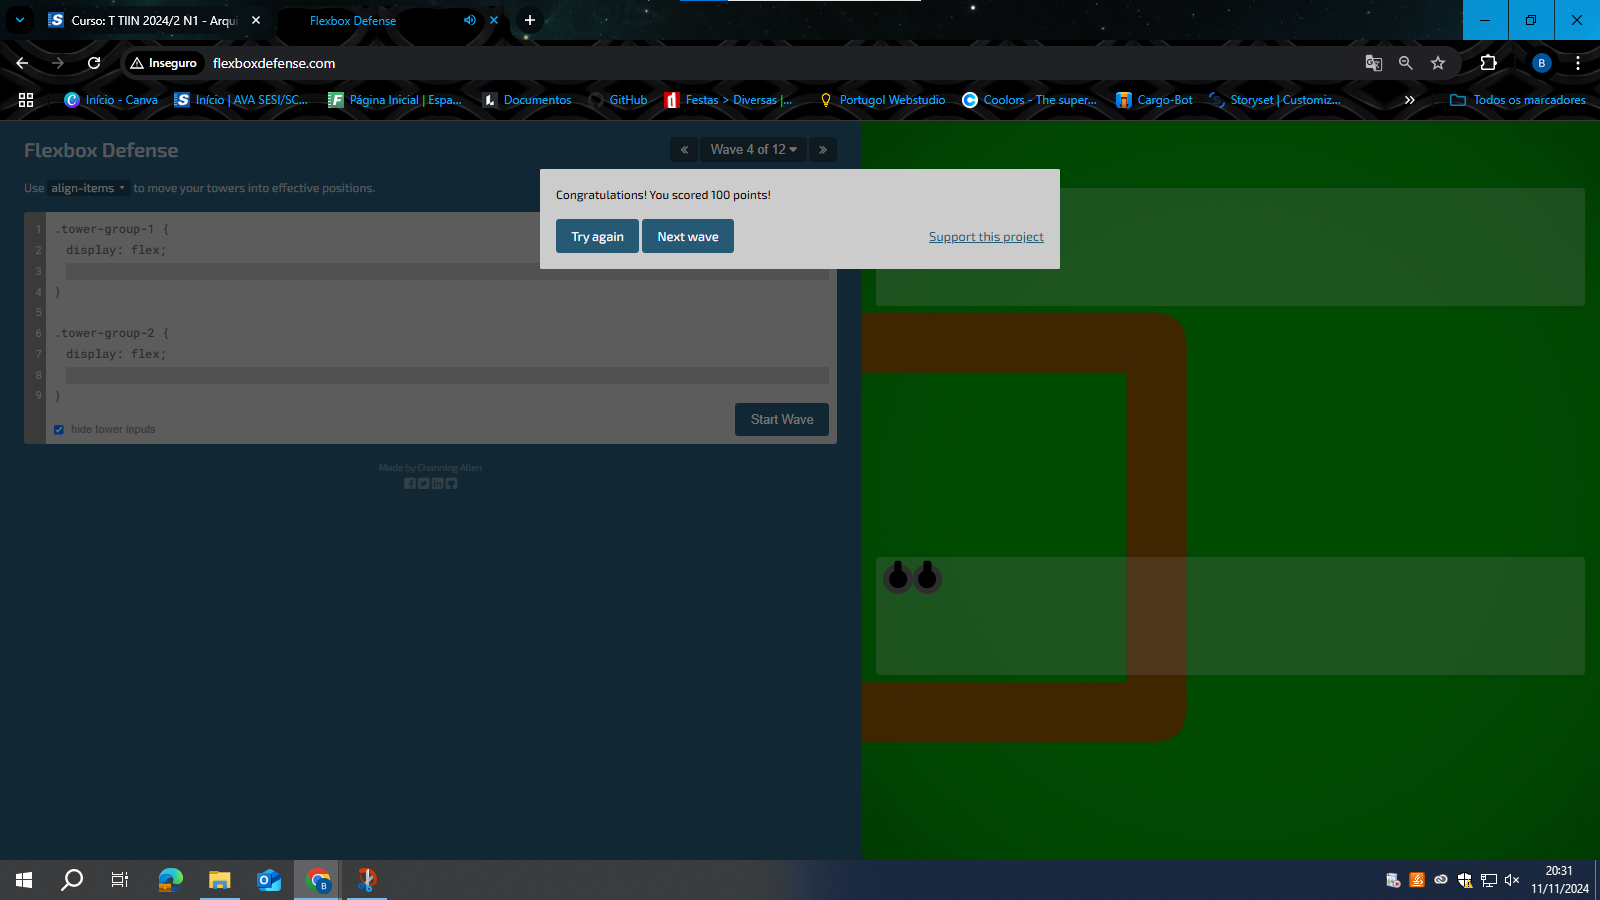 Curso: T TIIN 2024/2 N1 - Arqui
Flexbox Defense
Inseguro
flexboxdefense.com
Início - Canva
Início | AVA SESI/SC...
Página Inicial | Espa...
Documentos
GitHub
Festas > Diversas |...
Portugol Webstudio
Coolors - The super...
Cargo-Bot
Storyset | Customiz...
»
Todos os marcadores
Flexbox Defense
«
Wave 4 of 12
»
Use align-items to move your towers into effective positions.
Congratulations! You scored 100 points!
Try again
Next wave
Support this project
1 .tower-group-1 {
2 display: flex;
3
4 }
5
6 .tower-group-2 {
7 display: flex;
8
9 }
hide tower inputs
Start Wave
Made by Channing Allen
B
20:31
11/11/2024